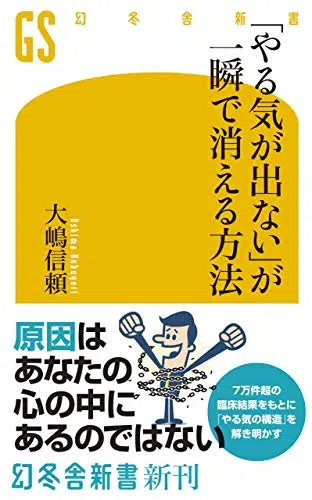 GS 幻冬舎新書
「やる気が出ない」が
一瞬で消える方法
大嶋信頼
Oshima Nobuyori
原因は
あなたの
心の中に
あるのではない
7万件超の
臨床結果をもとに
「やる気の構造」を
解き明かす
幻冬舎新書 新刊